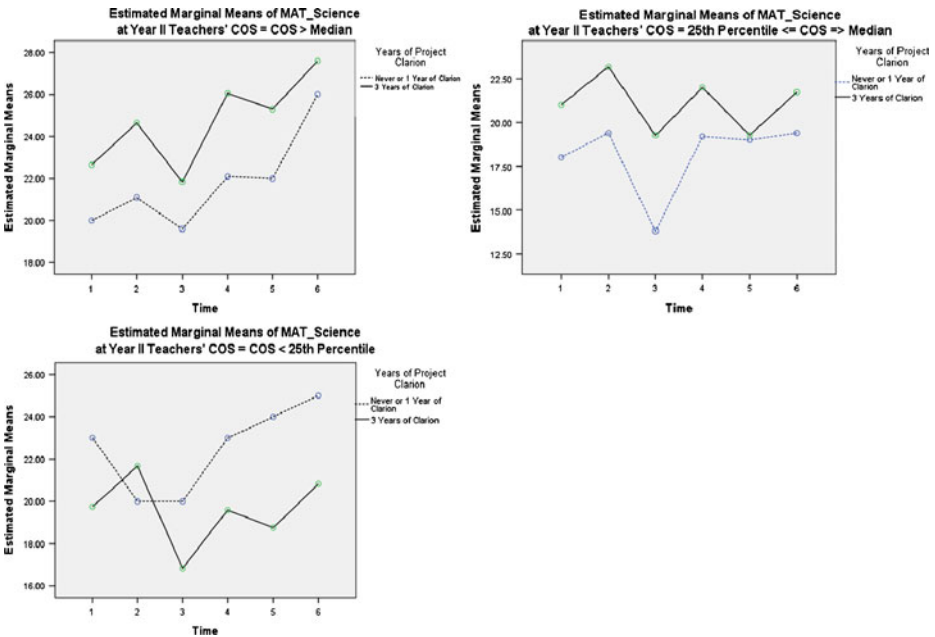 Estimated Marginal Means of MAT_Science
at Year II Teachers' COS = COS > Median
Years of Project
Clarion
Never or 1 Year of
Clarion
3 Years of Clarion
Estimated Marginal Means
28.00
26.00
24.00
22.00
20.00
18.00
1 2 3 4 5 6
Time
Estimated Marginal Means of MAT_Science
at Year II Teachers' COS = 25th Percentile <= COS => Median
Years of Project
Clarion
Never or 1 Year of
Clarion
3 Years of Clarion
Estimated Marginal Means
22.50
20.00
17.50
15.00
12.50
1 2 3 4 5 6
Time
Estimated Marginal Means of MAT_Science
at Year II Teachers' COS = COS < 25th Percentile
Years of Project
Clarion
Never or 1 Year of
Clarion
3 Years of Clarion
Estimated Marginal Means
26.00
24.00
22.00
20.00
18.00
16.00
1 2 3 4 5 6
Time